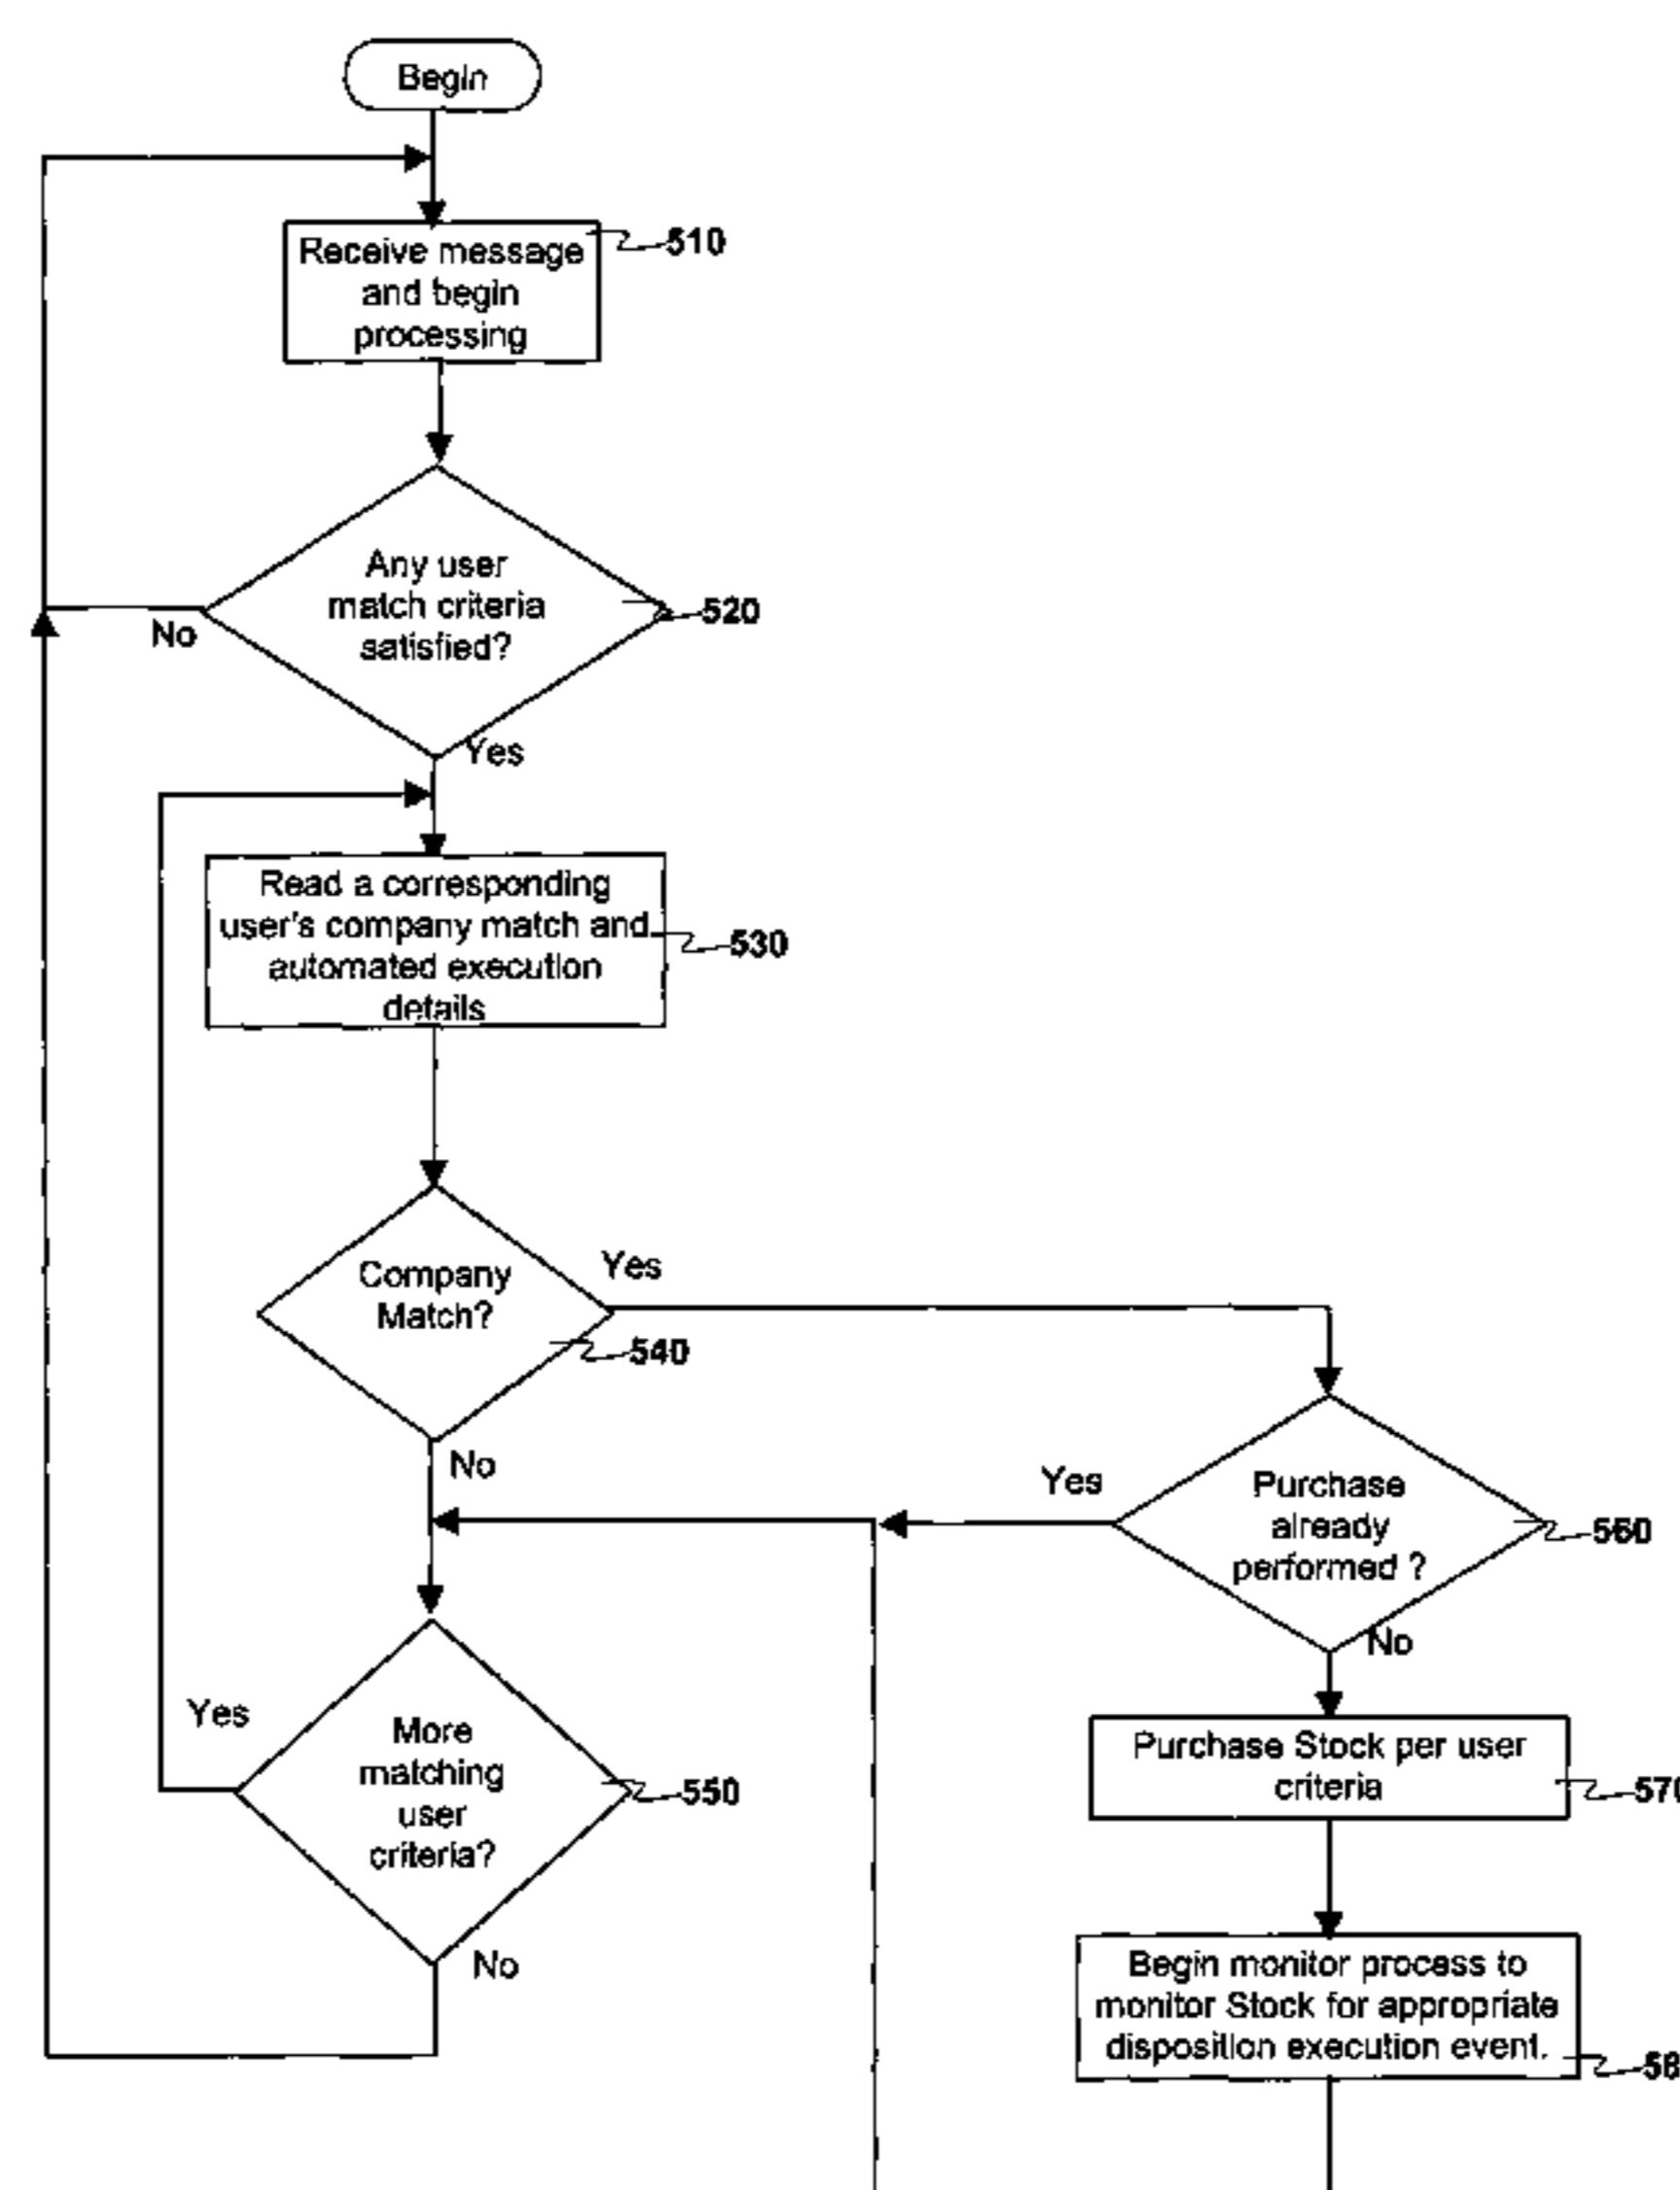 Begin
Receive message
and begin
processing
510
Any user
match criteria
satisfied?
520
No
Yes
Read a corresponding
user's company match and
automated execution
details
530
Company
Match?
Yes
540
No
Yes
Purchase
already
performed ?
560
No
Yes
More
matching
user
criteria?
550
No
Purchase Stock per user
criteria
570
Begin monitor process to
monitor Stock for appropriate
disposition execution event.
58